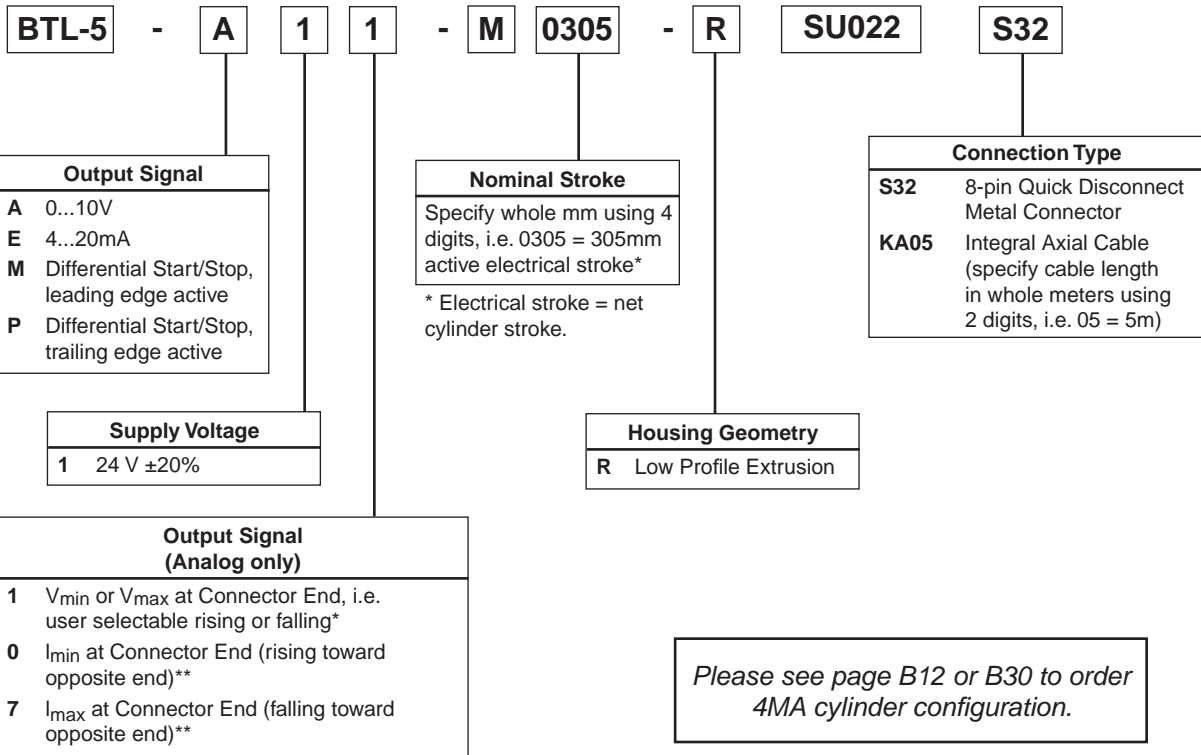 BTL-5 - A 1 1 - M 0305 - R SU022 S32
Output Signal
A 0...10V
E 4...20mA
M Differential Start/Stop,
leading edge active
P Differential Start/Stop,
trailing edge active
Nominal Stroke
Specify whole mm using 4
digits, i.e. 0305 = 305mm
active electrical stroke*
* Electrical stroke = net
cylinder stroke.
Connection Type
S32 8-pin Quick Disconnect
Metal Connector
KA05 Integral Axial Cable
(specify cable length
in whole meters using
2 digits, i.e. 05 = 5m)
Supply Voltage
1 24 V ±20%
Housing Geometry
R Low Profile Extrusion
Output Signal
(Analog only)
1 Vmin or Vmax at Connector End, i.e.
user selectable rising or falling*
0 Imin at Connector End (rising toward
opposite end)**
7 Imax at Connector End (falling toward
opposite end)**
Please see page B12 or B30 to order
4MA cylinder configuration.